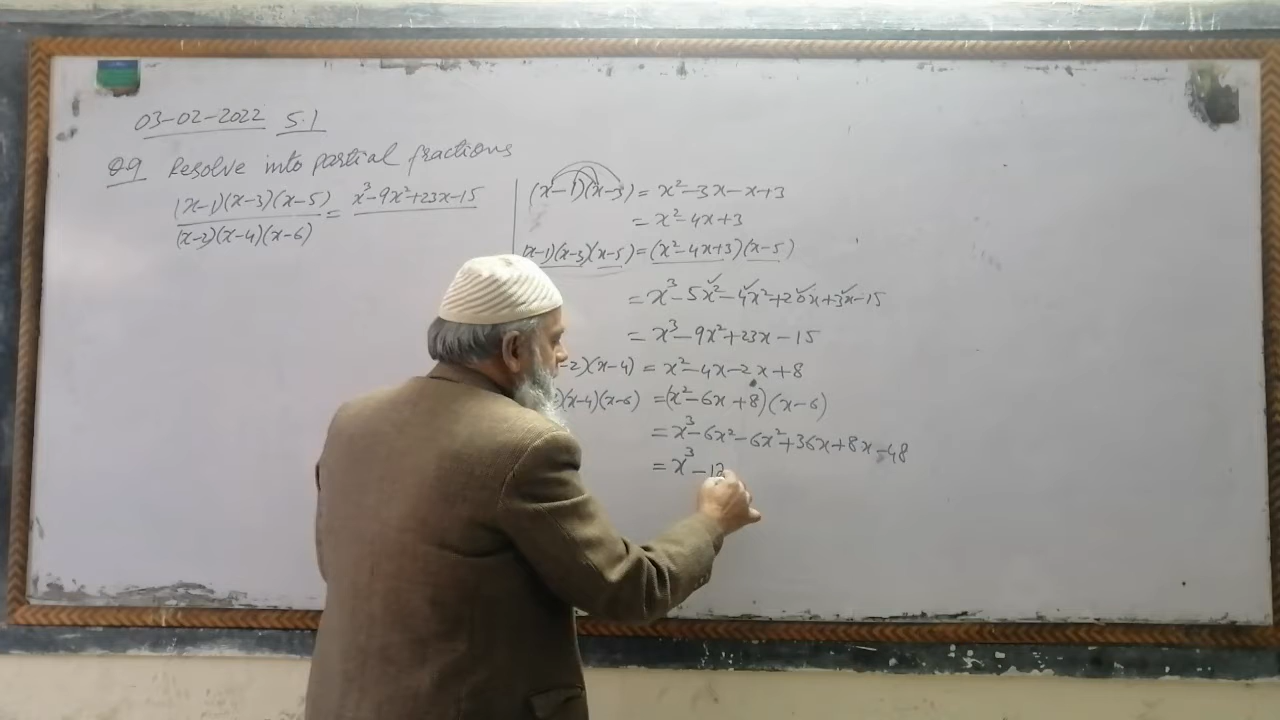 03-02-2022 5.1
Q9 Resolve into partial fractions
(x-1)(x-3)(x-5) / (x-2)(x-4)(x-6) = x³-9x²+23x-15
(x-1)(x-3) = x²-3x-x+3
= x²-4x+3
(x-1)(x-3)(x-5) = (x²-4x+3)(x-5)
= x³-5x²-4x²+20x+3x-15
= x³-9x²+23x-15
-2)(x-4) = x²-4x-2x+8
)(x-4)(x-6) = (x²-6x+8)(x-6)
= x³-6x²-6x²+36x+8x-48
= x³-12